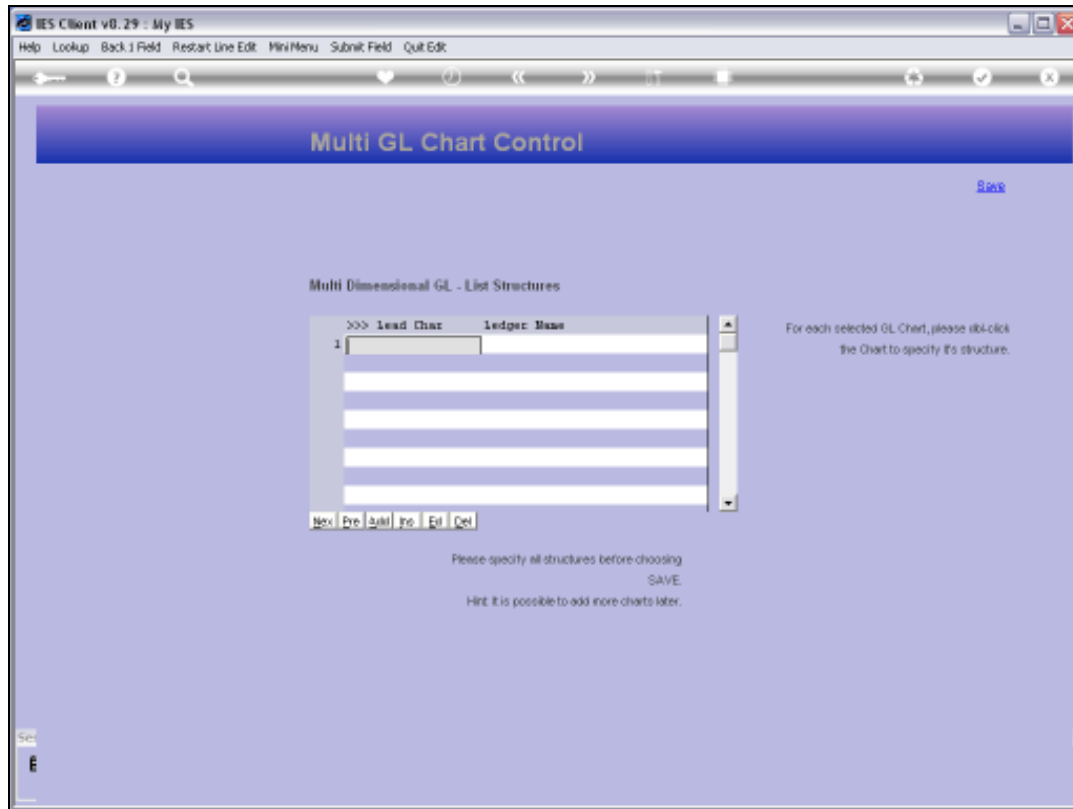 IES Client v8.29 : My IES
Help Lookup Back 1 Field Restart Line Edit Mini Menu Submit Field Quit Edit
Multi GL Chart Control
Save
Multi Dimensional GL - List Structures
>>> Lead Char Ledger Name
For each selected GL Chart, please dbl-click
the Chart to specify it's structure.
1
Nex Pre Add Ins Del
Please specify all structures before choosing
SAVE.
Hint: It is possible to add more charts later.